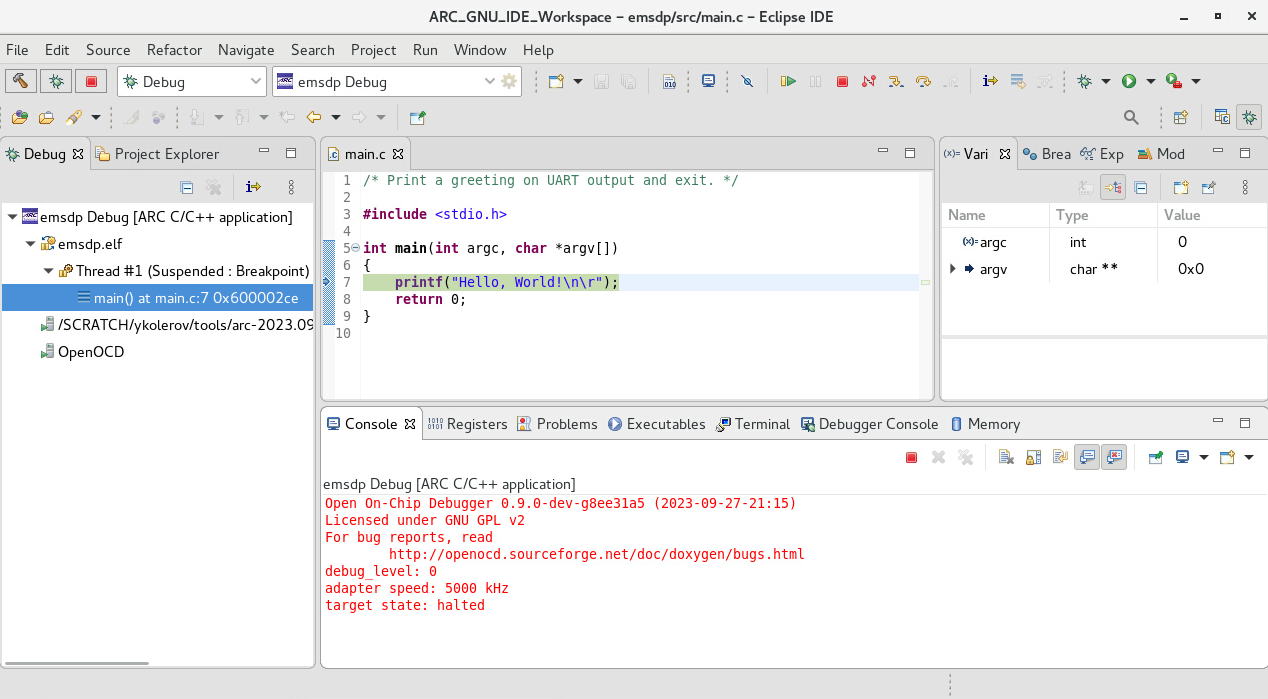 ARC_GNU_IDE_Workspace – emsdp/src/main.c – Eclipse IDE
File Edit Source Refactor Navigate Search Project Run Window Help
Debug
emsdp Debug
Debug Project Explorer
emsdp Debug [ARC C/C++ application]
emsdp.elf
Thread #1 (Suspended : Breakpoint)
main() at main.c:7 0x600002ce
/SCRATCH/ykolerov/tools/arc-2023.09
OpenOCD
main.c
1 /* Print a greeting on UART output and exit. */
2
3 #include <stdio.h>
4
5 int main(int argc, char *argv[])
6 {
7     printf("Hello, World!\n\r");
8     return 0;
9 }
10
(x)= Vari Brea Exp Mod
Name Type Value
(x)= argc int 0
argv char ** 0x0
Console Registers Problems Executables Terminal Debugger Console Memory
emsdp Debug [ARC C/C++ application]
Open On-Chip Debugger 0.9.0-dev-g8ee31a5 (2023-09-27-21:15)
Licensed under GNU GPL v2
For bug reports, read
        http://openocd.sourceforge.net/doc/doxygen/bugs.html
debug_level: 0
adapter speed: 5000 kHz
target state: halted